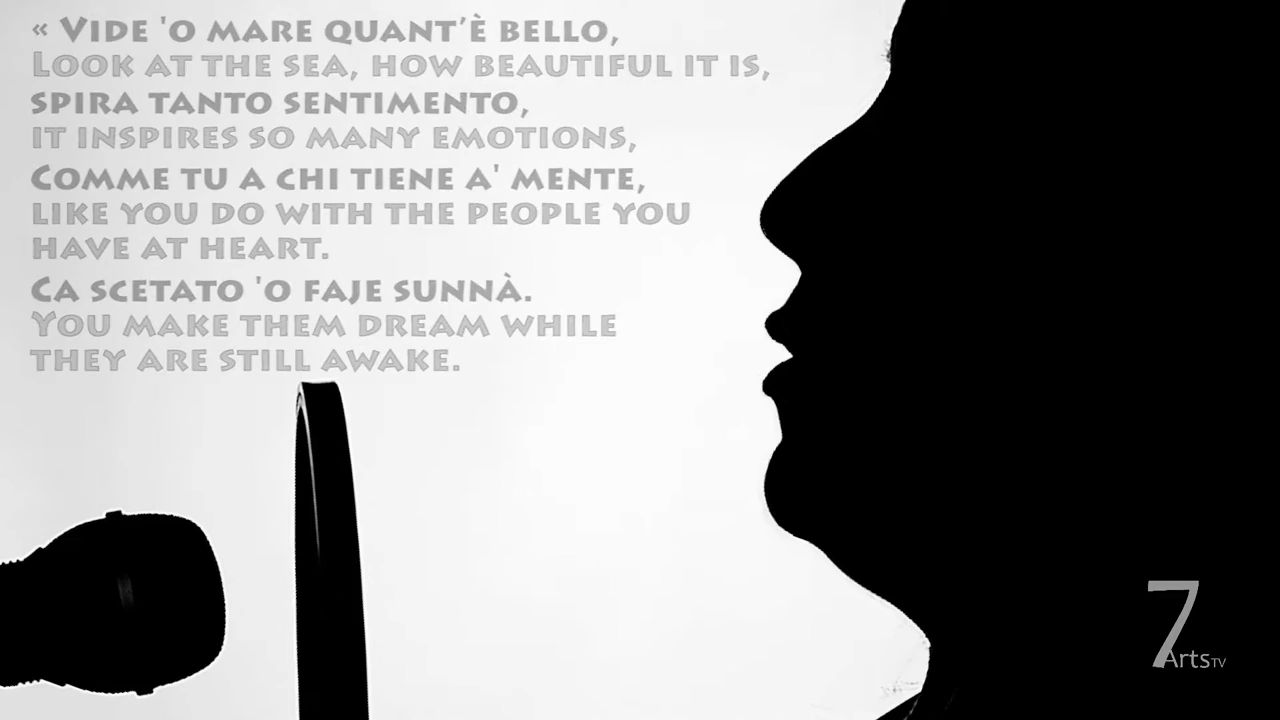 « Vide 'o mare quant’è bello,
Look at the sea, how beautiful it is,
spira tanto sentimento,
it inspires so many emotions,
Comme tu a chi tiene a' mente,
like you do with the people you
have at heart.
Ca scetato 'o faje sunnà.
You make them dream while
they are still awake.
7
Arts TV